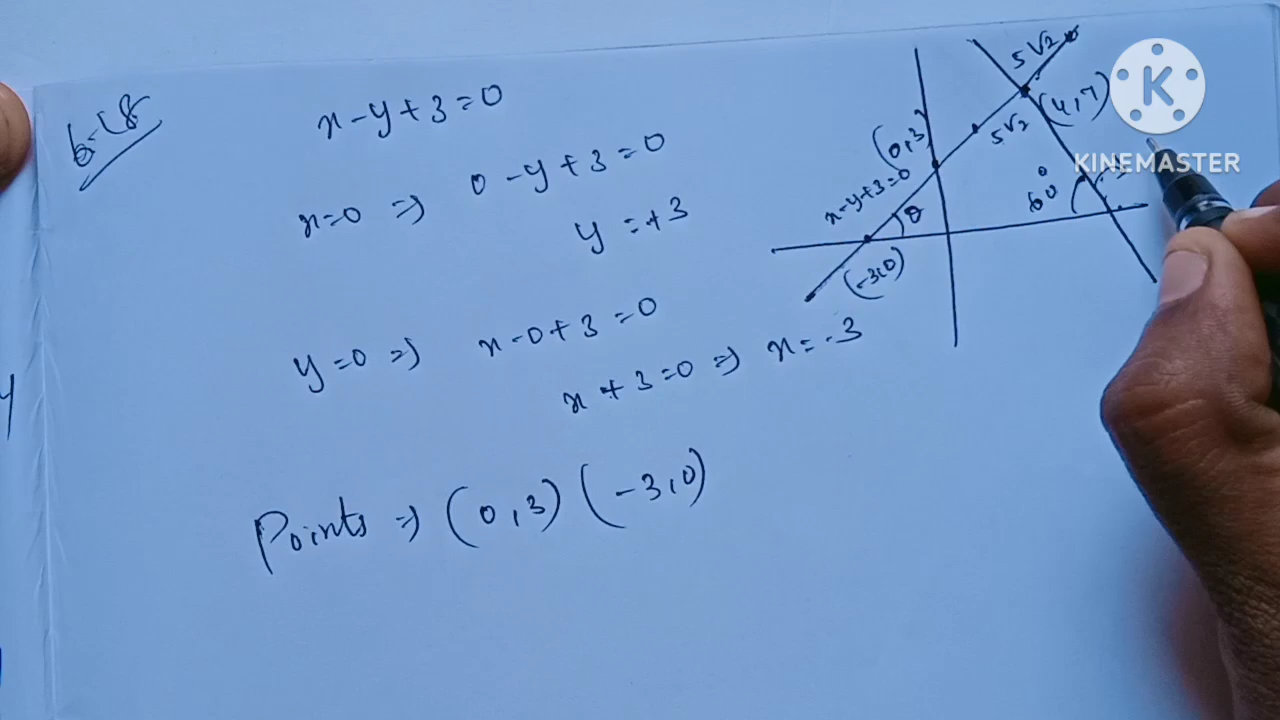 6.18
x-y+3=0
x=0 => 0-y+3=0
y=+3
y=0 => x-0+3=0
x+3=0 => x=-3
Points => (0,3) (-3,0)
5√2
(4,7)
5√2
(0,3)
x-y+3=0
θ
60°
(-3,0)
KINEMASTER